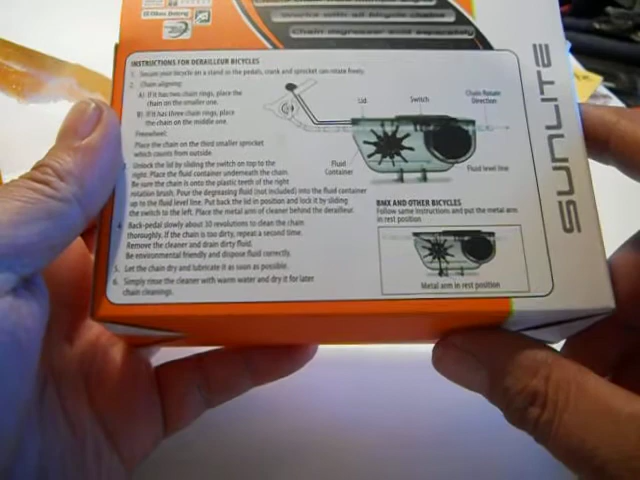 Works with all bicycle chains
Chain degreaser sold separately
SUNLITE
INSTRUCTIONS FOR DERAILLEUR BICYCLES
1. Secure your bicycle on a stand so the pedals, crank and sprocket can rotate freely.
2. Chain aligning:
A) If it has two chain rings, place the
chain on the smaller one.
B) If it has three chain rings, place
the chain on the middle one.
Freewheel:
Place the chain on the third smaller sprocket
which counts from outside.
Unlock the lid by sliding the switch on top to the
right. Place the fluid container underneath the chain.
Be sure the chain is onto the plastic teeth of the right
rotation brush. Pour the degreasing fluid (not included) into the fluid container
up to the fluid level line. Put back the lid in position and lock it by sliding
the switch to the left. Place the metal arm of cleaner behind the derailleur.
4. Back-pedal slowly about 30 revolutions to clean the chain
thoroughly. If the chain is too dirty, repeat a second time.
Remove the cleaner and drain dirty fluid.
Be environmental friendly and dispose fluid correctly.
5. Let the chain dry and lubricate it as soon as possible.
6. Simply rinse the cleaner with warm water and dry it for later
chain cleanings.
Lid
Switch
Chain Rotate
Direction
Fluid
Container
Fluid level line
BMX AND OTHER BICYCLES
Follow same instructions and put the metal arm
in rest position
Metal arm in rest position